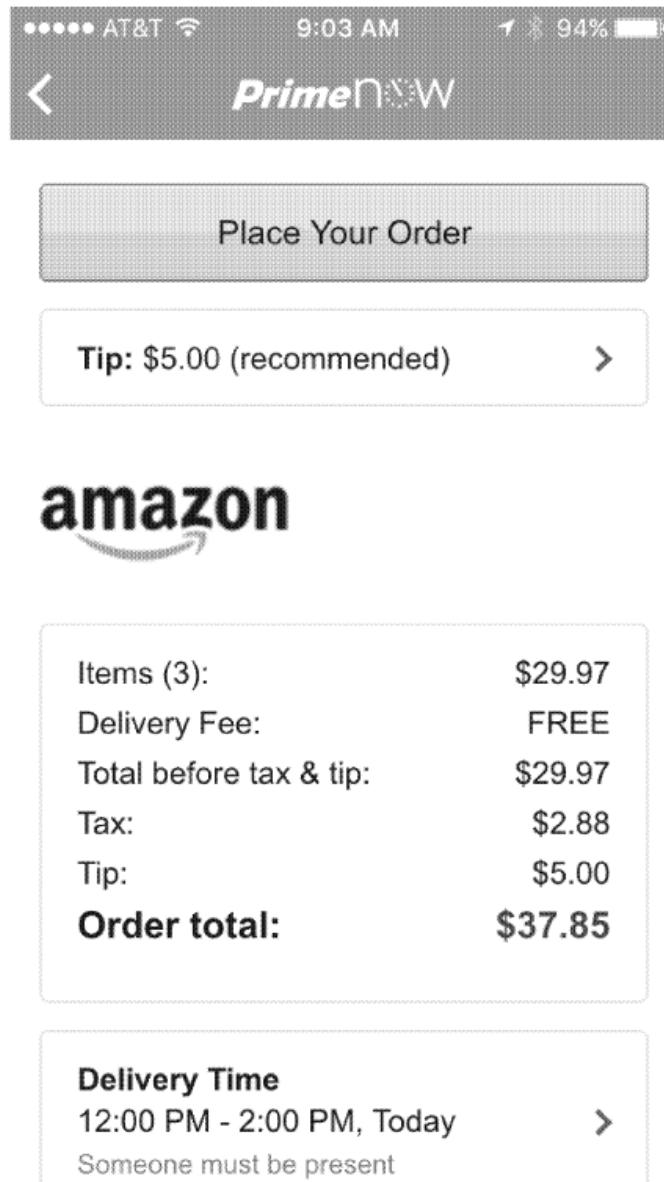 AT&T 9:03 AM 94%
Prime now
Place Your Order
Tip: $5.00 (recommended)
amazon
Items (3): $29.97
Delivery Fee: FREE
Total before tax & tip: $29.97
Tax: $2.88
Tip: $5.00
Order total: $37.85
Delivery Time
12:00 PM - 2:00 PM, Today
Someone must be present